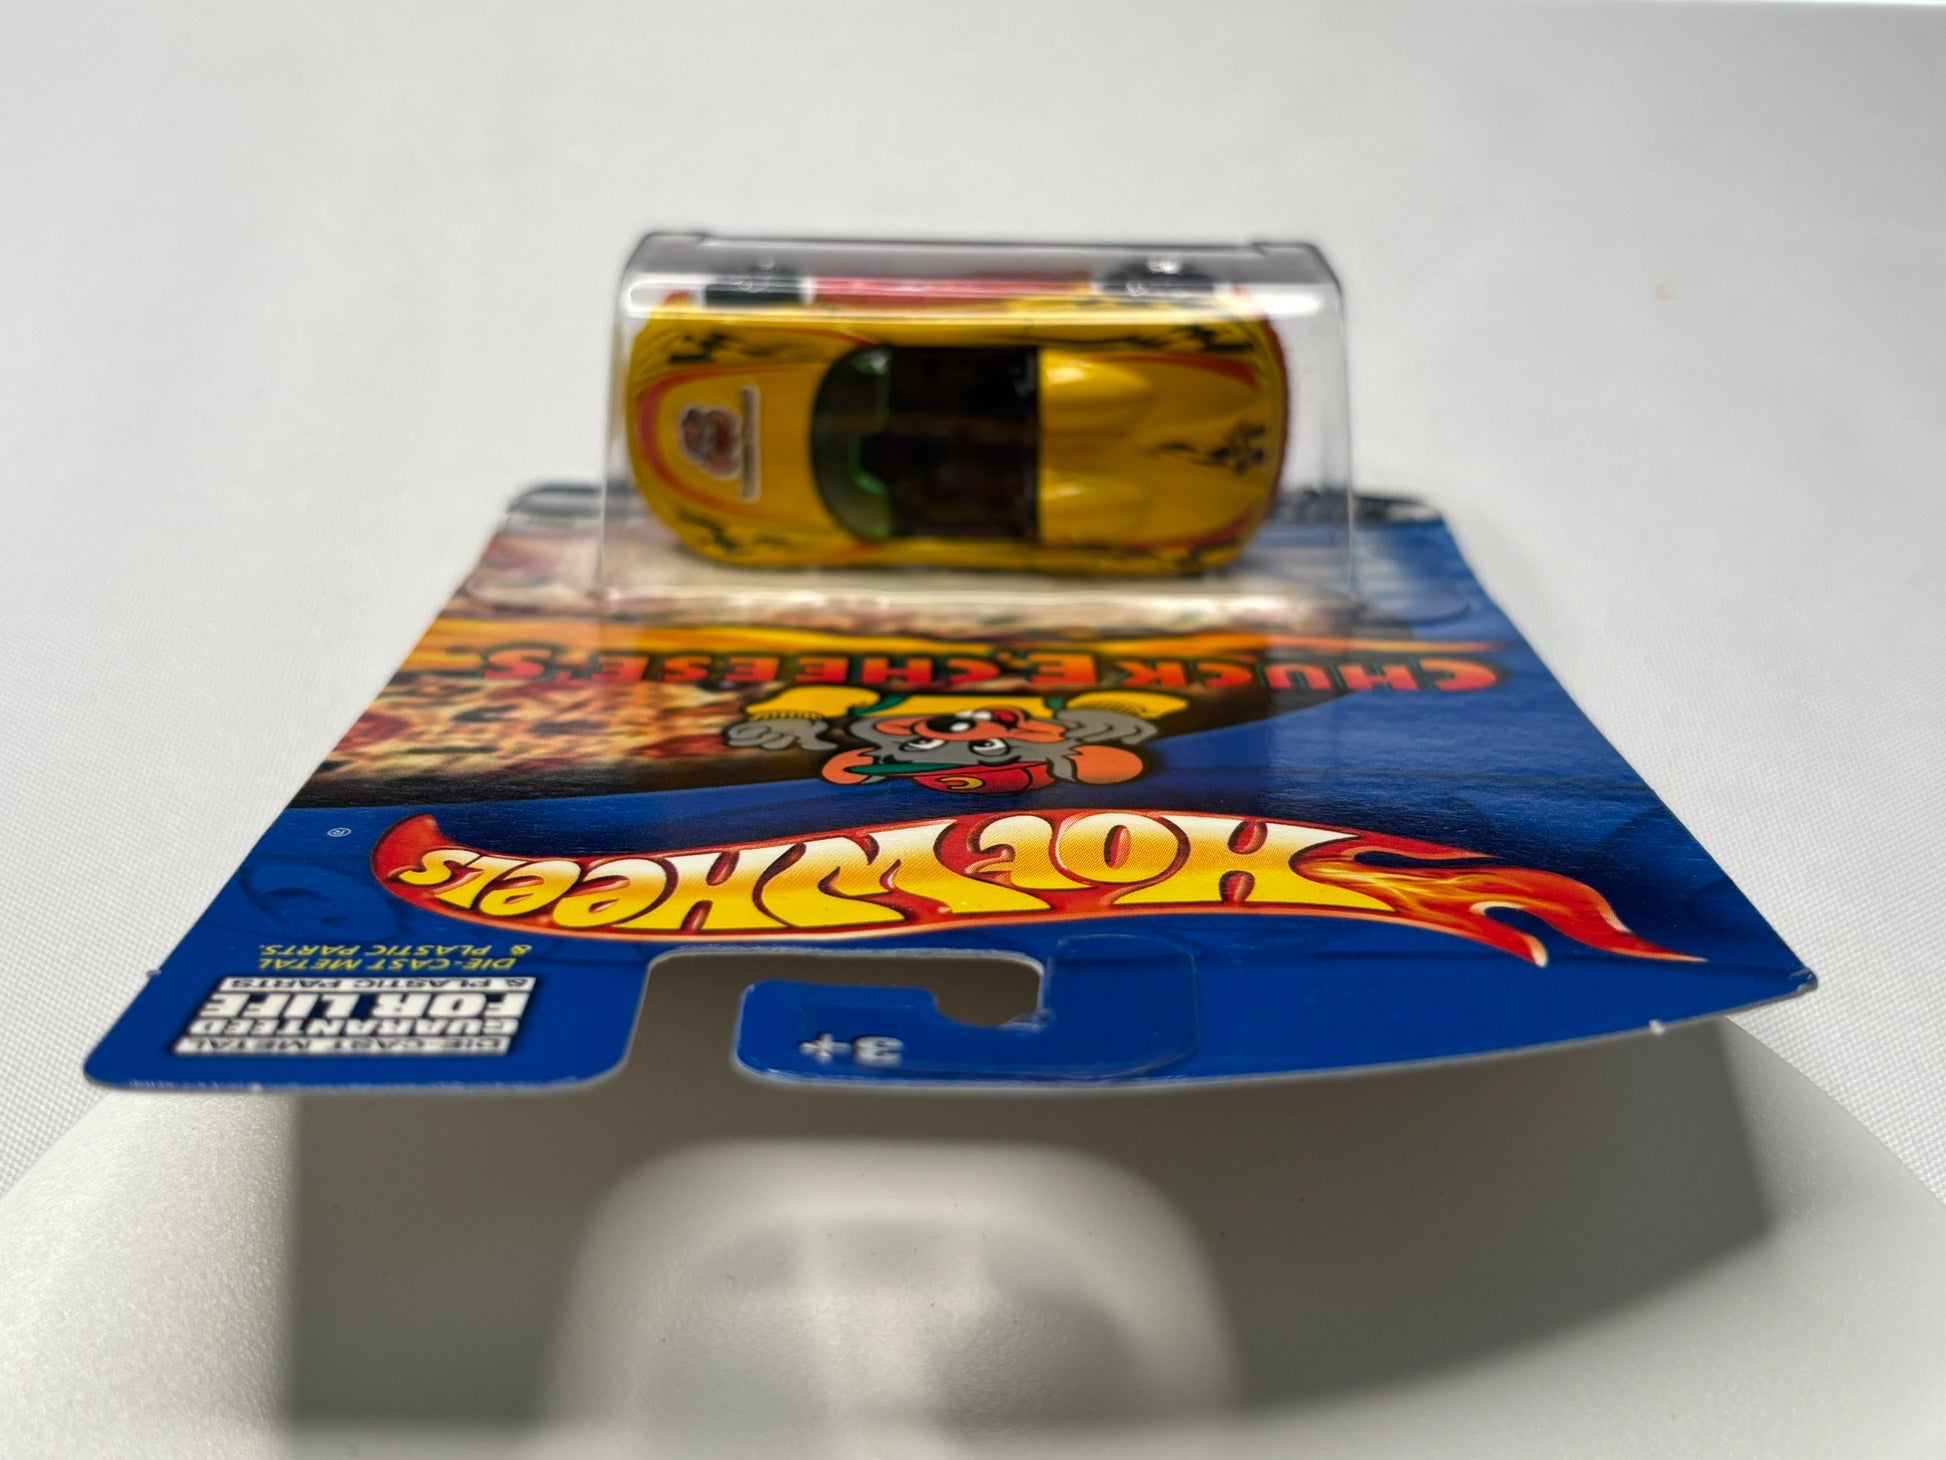 3+
DIE-CAST METAL
GUARANTEED
FOR LIFE
& PLASTIC PARTS
DIE-CAST METAL
& PLASTIC PARTS.
HOT WHEELS
®
CHUCK E. CHEESE'S